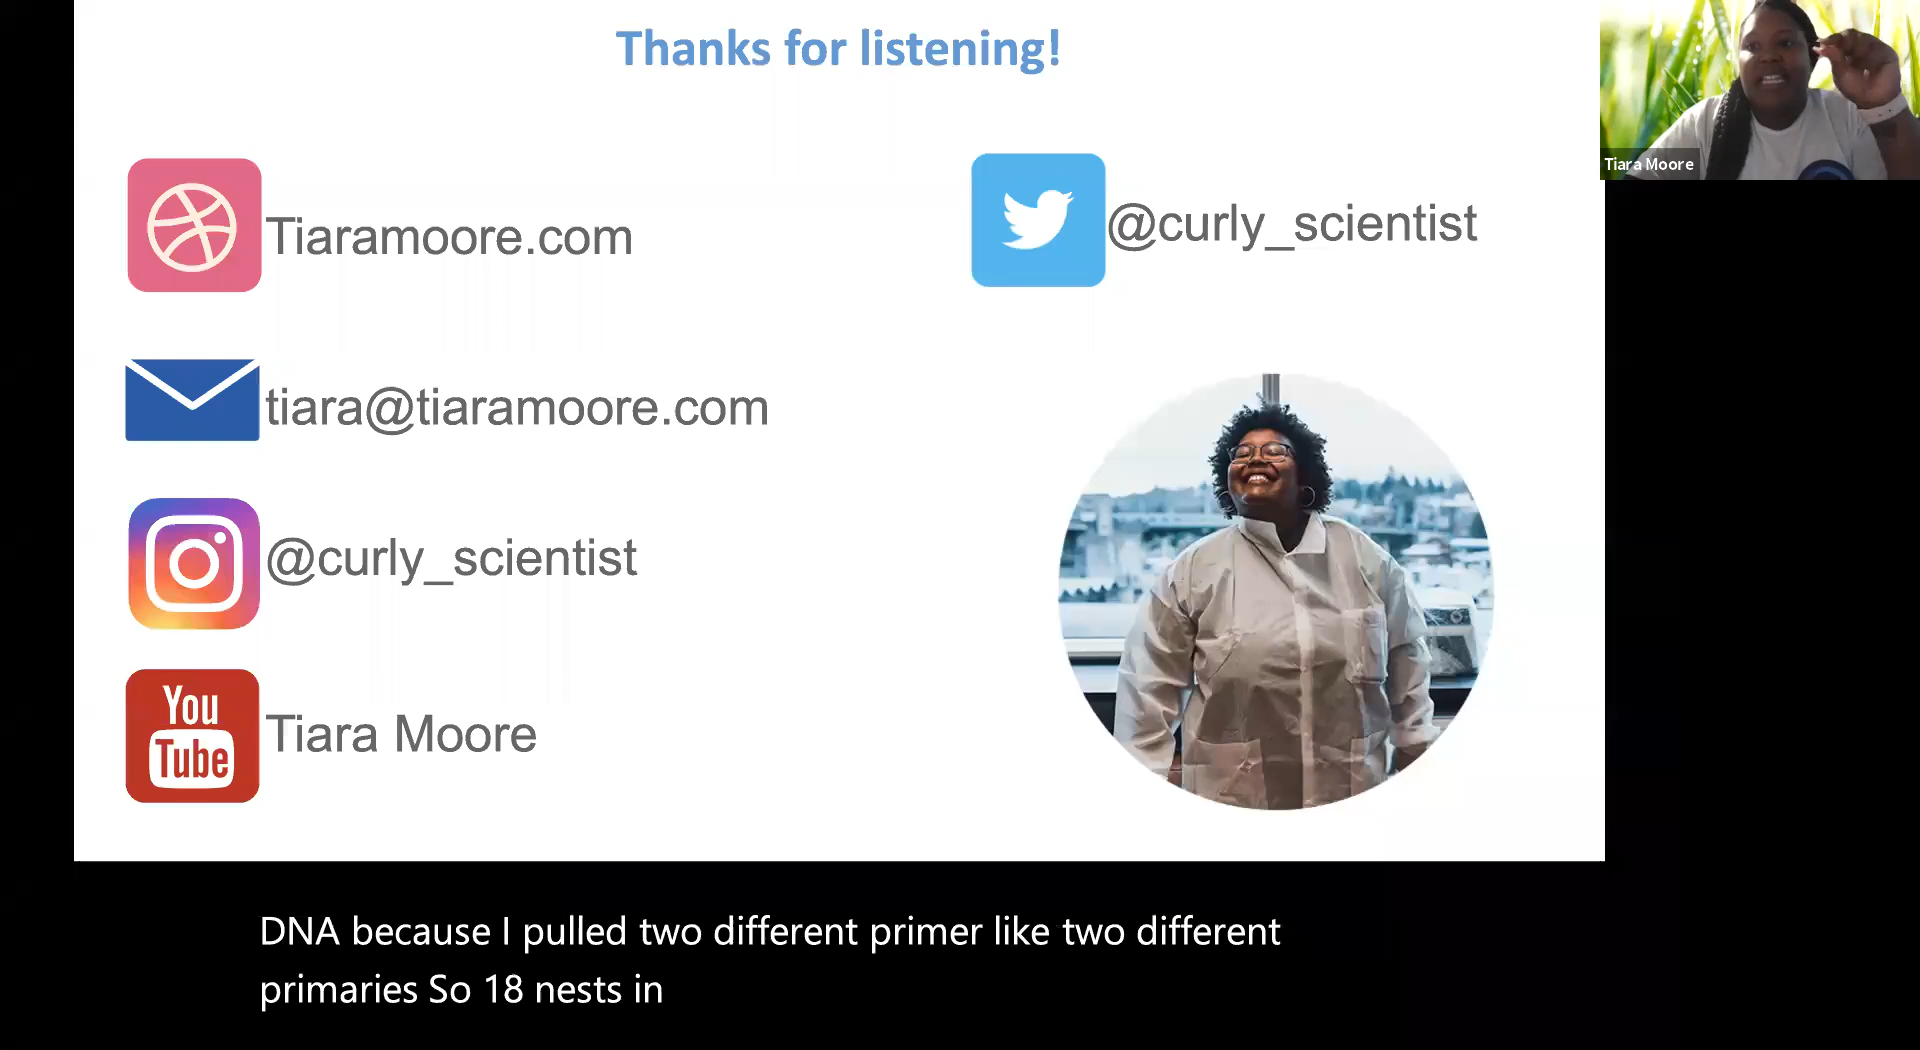 Thanks for listening!
Tiaramoore.com
@curly_scientist
tiara@tiaramoore.com
@curly_scientist
You
Tube
Tiara Moore
Tiara Moore
DNA because I pulled two different primer like two different
primaries So 18 nests in